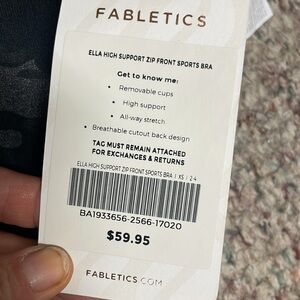 FABLETICS
ELLA HIGH SUPPORT ZIP FRONT SPORTS BRA
Get to know me:
• Removable cups
• High support
• All-way stretch
• Breathable cutout back design
TAG MUST REMAIN ATTACHED
FOR EXCHANGES & RETURNS
ELLA HIGH SUPPORT ZIP FRONT SPORTS BRA | XS | 2-4
BA1933656-2566-17020
$59.95
FABLETICS.COM